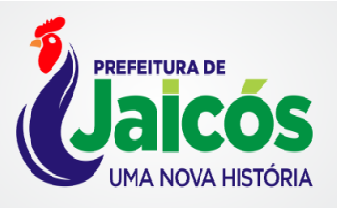 PREFEITURA DE
Jaicós
UMA NOVA HISTÓRIA